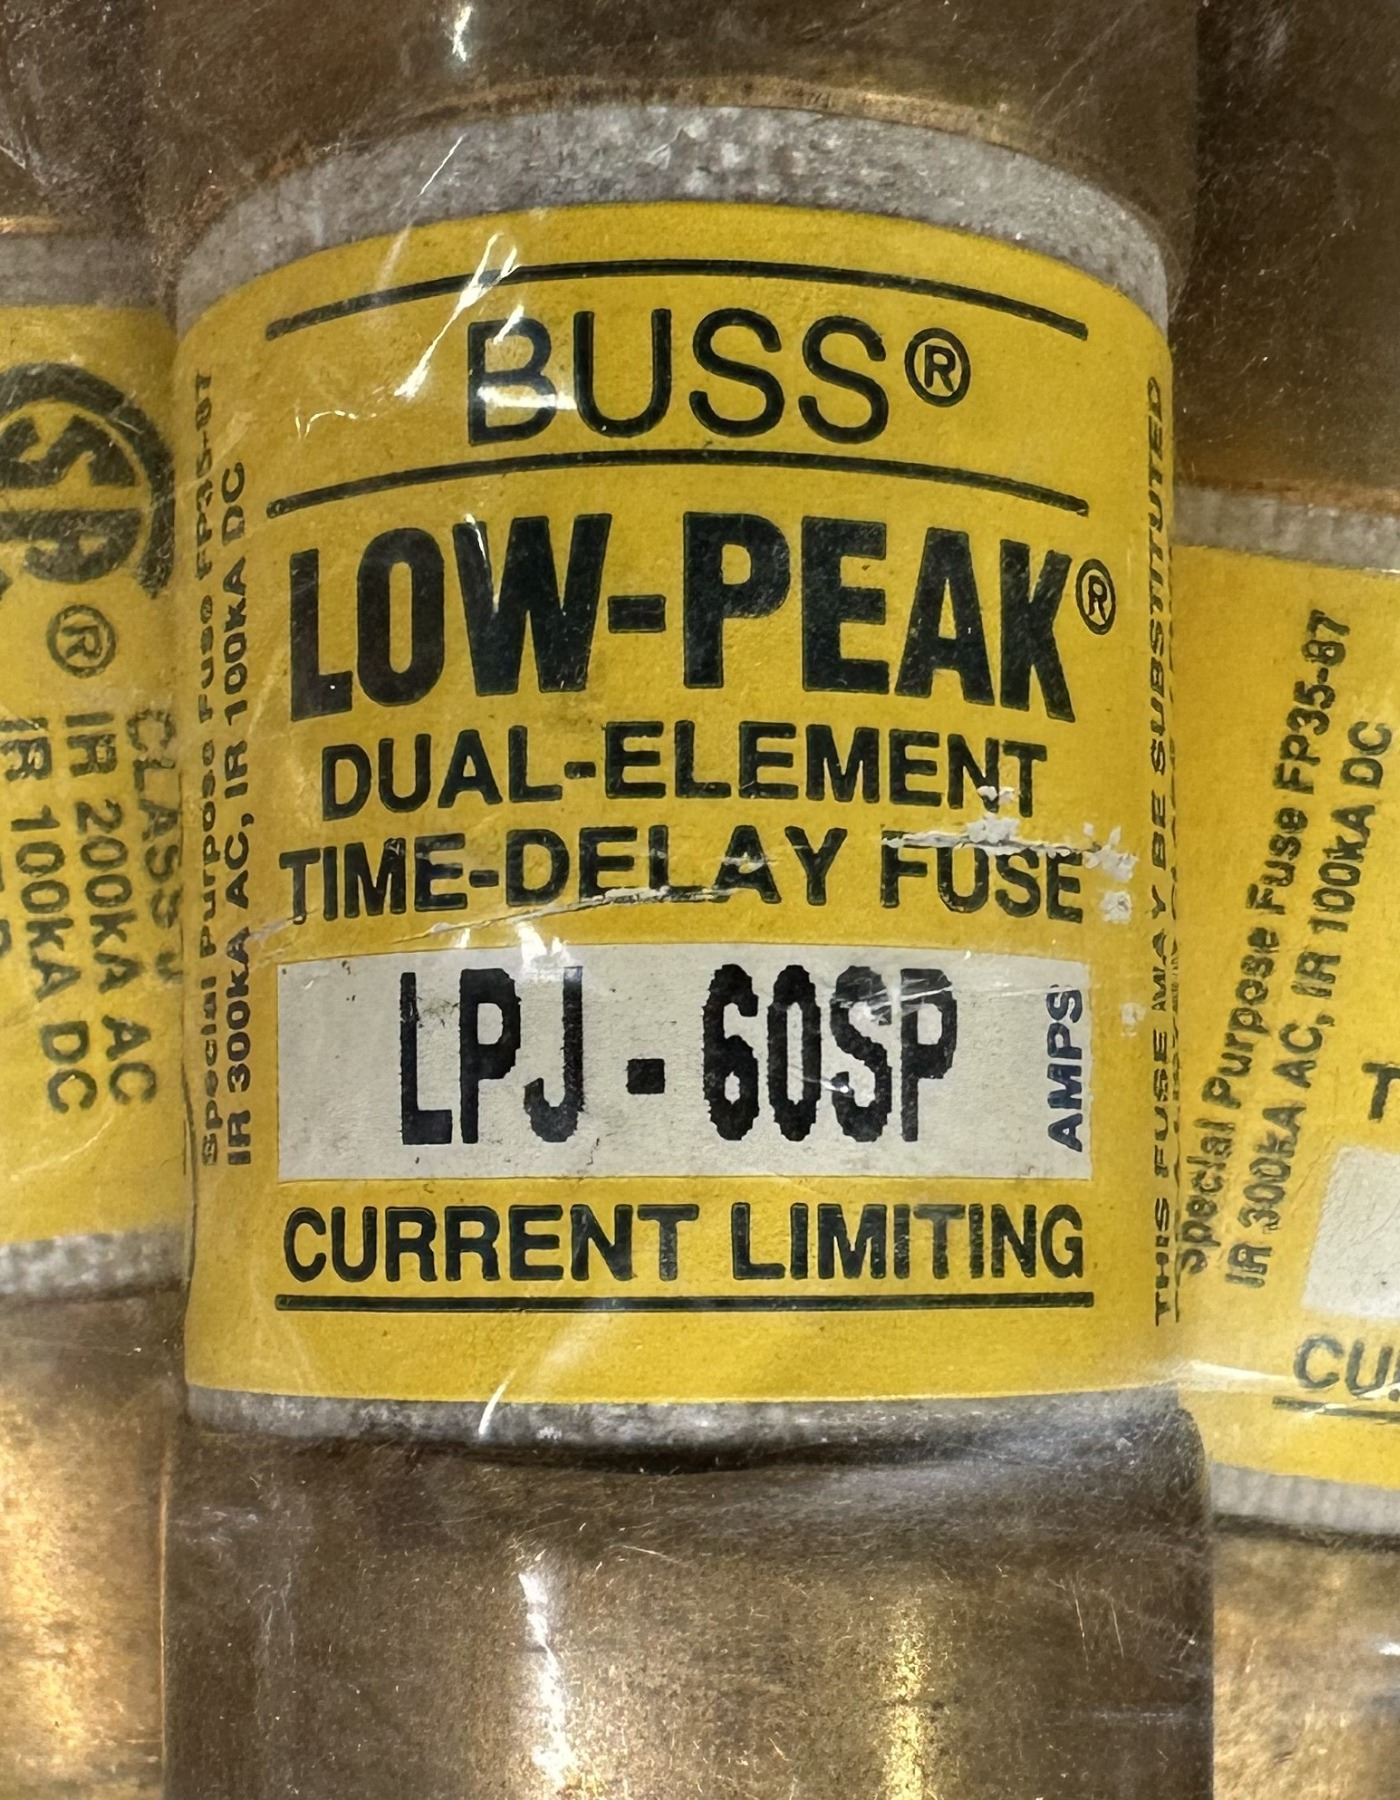 BUSS®
LOW-PEAK®
DUAL-ELEMENT
TIME-DELAY FUSE
LPJ - 60SP
AMPS
CURRENT LIMITING
Special Purpose Fuse FP35-87
IR 300kA AC, IR 100kA DC
THIS FUSE MAY BE SUBSTITUTED
®
CLASS J
IR 200kA AC
IR 100kA DC
Special Purpose Fuse FP35-87
IR 300kA AC, IR 100kA DC
T
CU